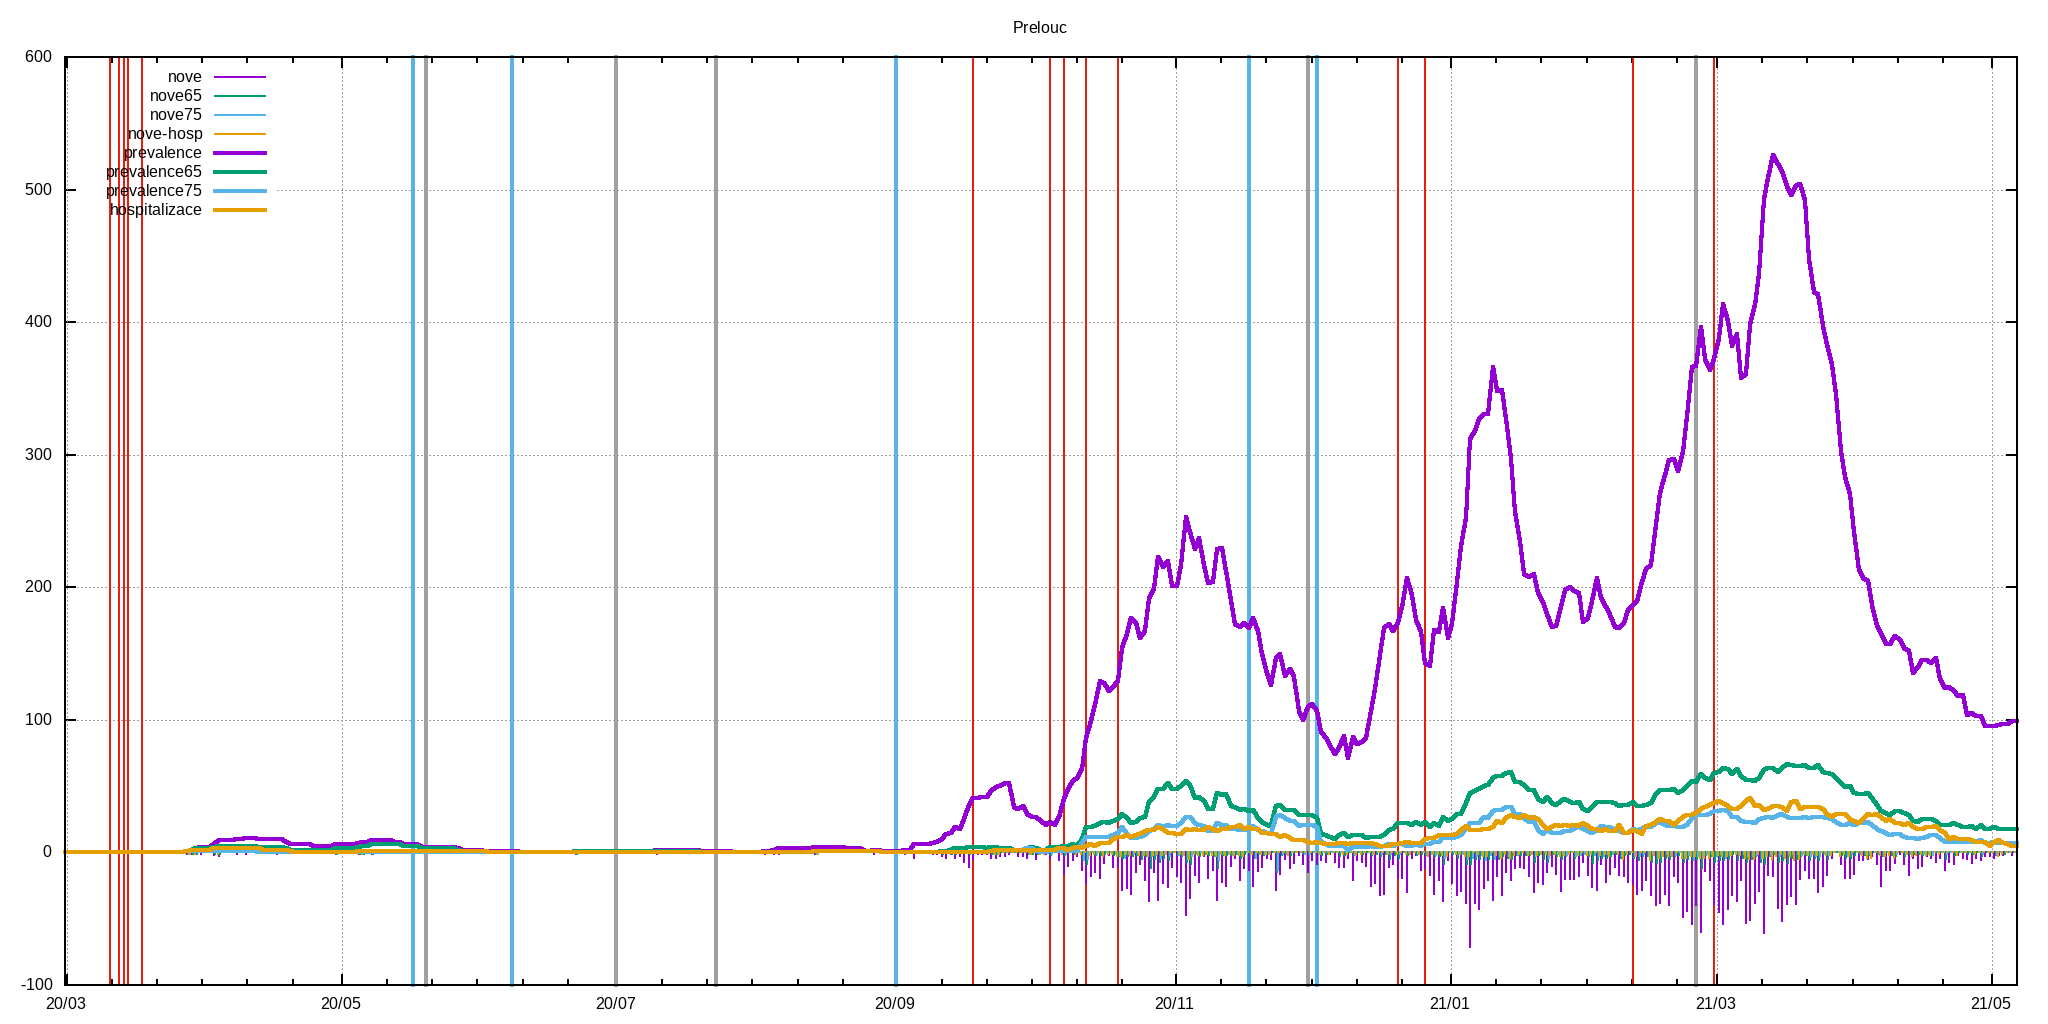 Prelouc
600
500
400
300
200
100
0
-100
nove
nove65
nove75
nove-hosp
prevalence
prevalence65
prevalence75
hospitalizace
20/03 20/05 20/07 20/09 20/11 21/01 21/03 21/05